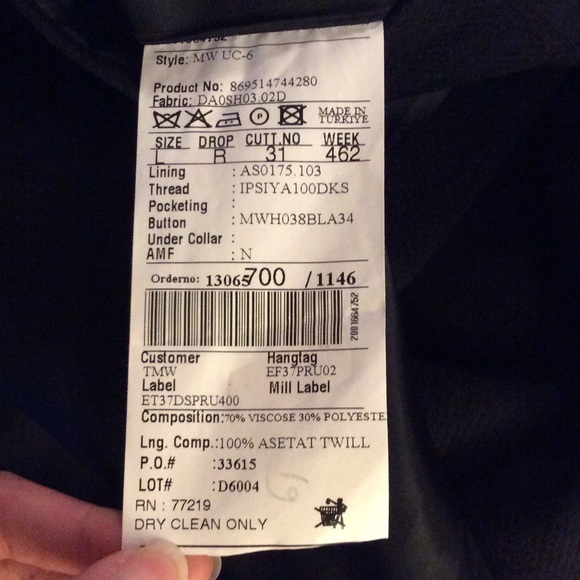 Style: MW UC-6
Product No: 869514744280
Fabric: DA0SH03.02D
MADE IN
TURKIYE
SIZE DROP CUTT.NO WEEK
L R 31 462
Lining : AS0175.103
Thread : IPSIYA100DKS
Pocketing :
Button : MWH038BLA34
Under Collar :
AMF : N
Orderno: 13065700 / 1146
2001664752
Customer Hangtag
TMW EF37PRU02
Label Mill Label
ET37DSPRU400
Composition:70% VISCOSE 30% POLYESTE
Lng. Comp.:100% ASETAT TWILL
P.O.# :33615
LOT# :D6004
RN : 77219
DRY CLEAN ONLY